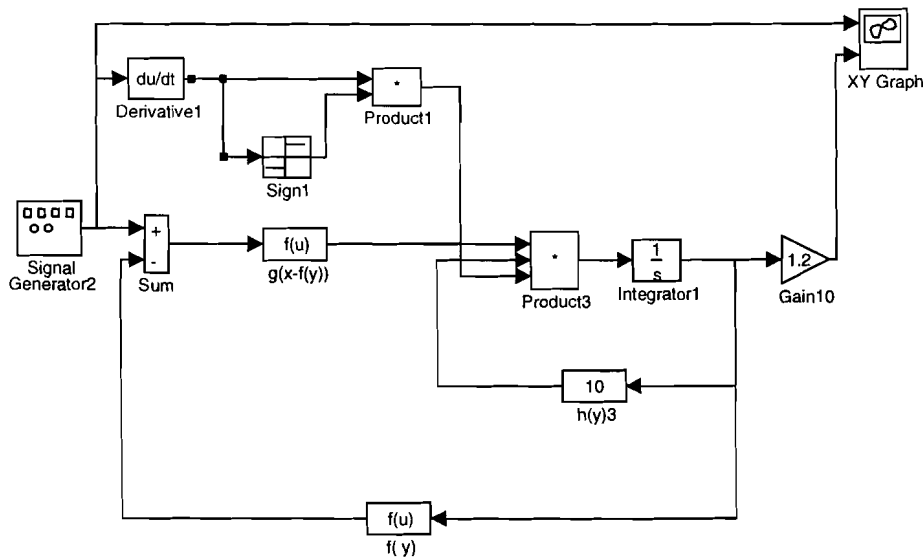 XY Graph
du/dt
Derivative1
*
Product1
Sign1
Signal
Generator2
+
-
Sum
f(u)
g(x-f(y))
*
Product3
1
s
Integrator1
1.2
Gain10
10
h(y)3
f(u)
f( y)